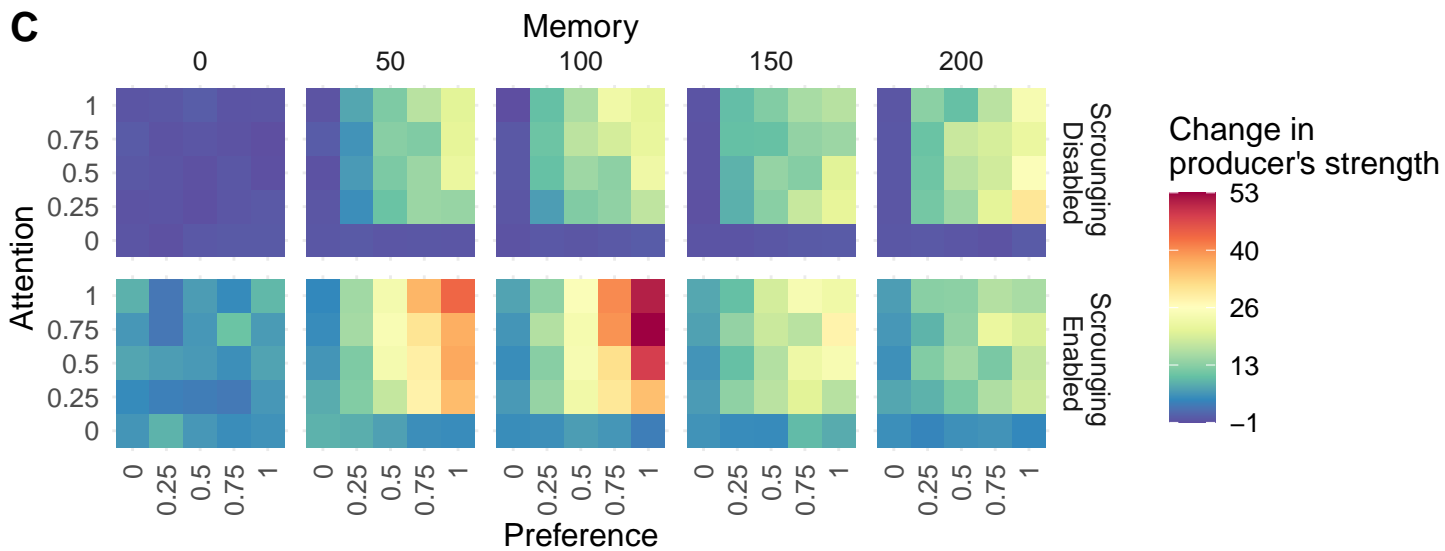 C
Memory
0 50 100 150 200
Attention
1
0.75
0.5
0.25
0
Scrounging
Disabled
1
0.75
0.5
0.25
0
Scrounging
Enabled
0 0.25 0.5 0.75 1
0 0.25 0.5 0.75 1
0 0.25 0.5 0.75 1
0 0.25 0.5 0.75 1
0 0.25 0.5 0.75 1
Preference
Change in
producer's strength
53
40
26
13
−1